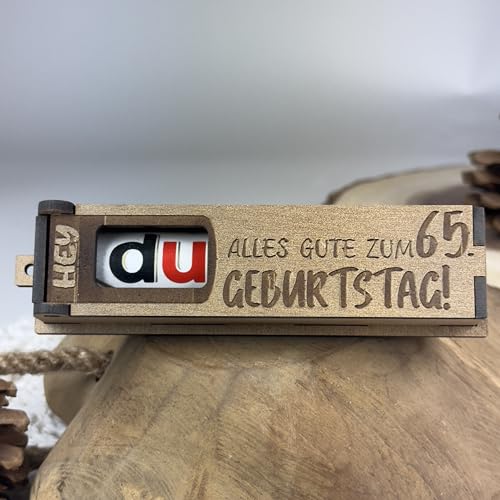 HEY
du
ALLES GUTE ZUM 65.
GEBURTSTAG!